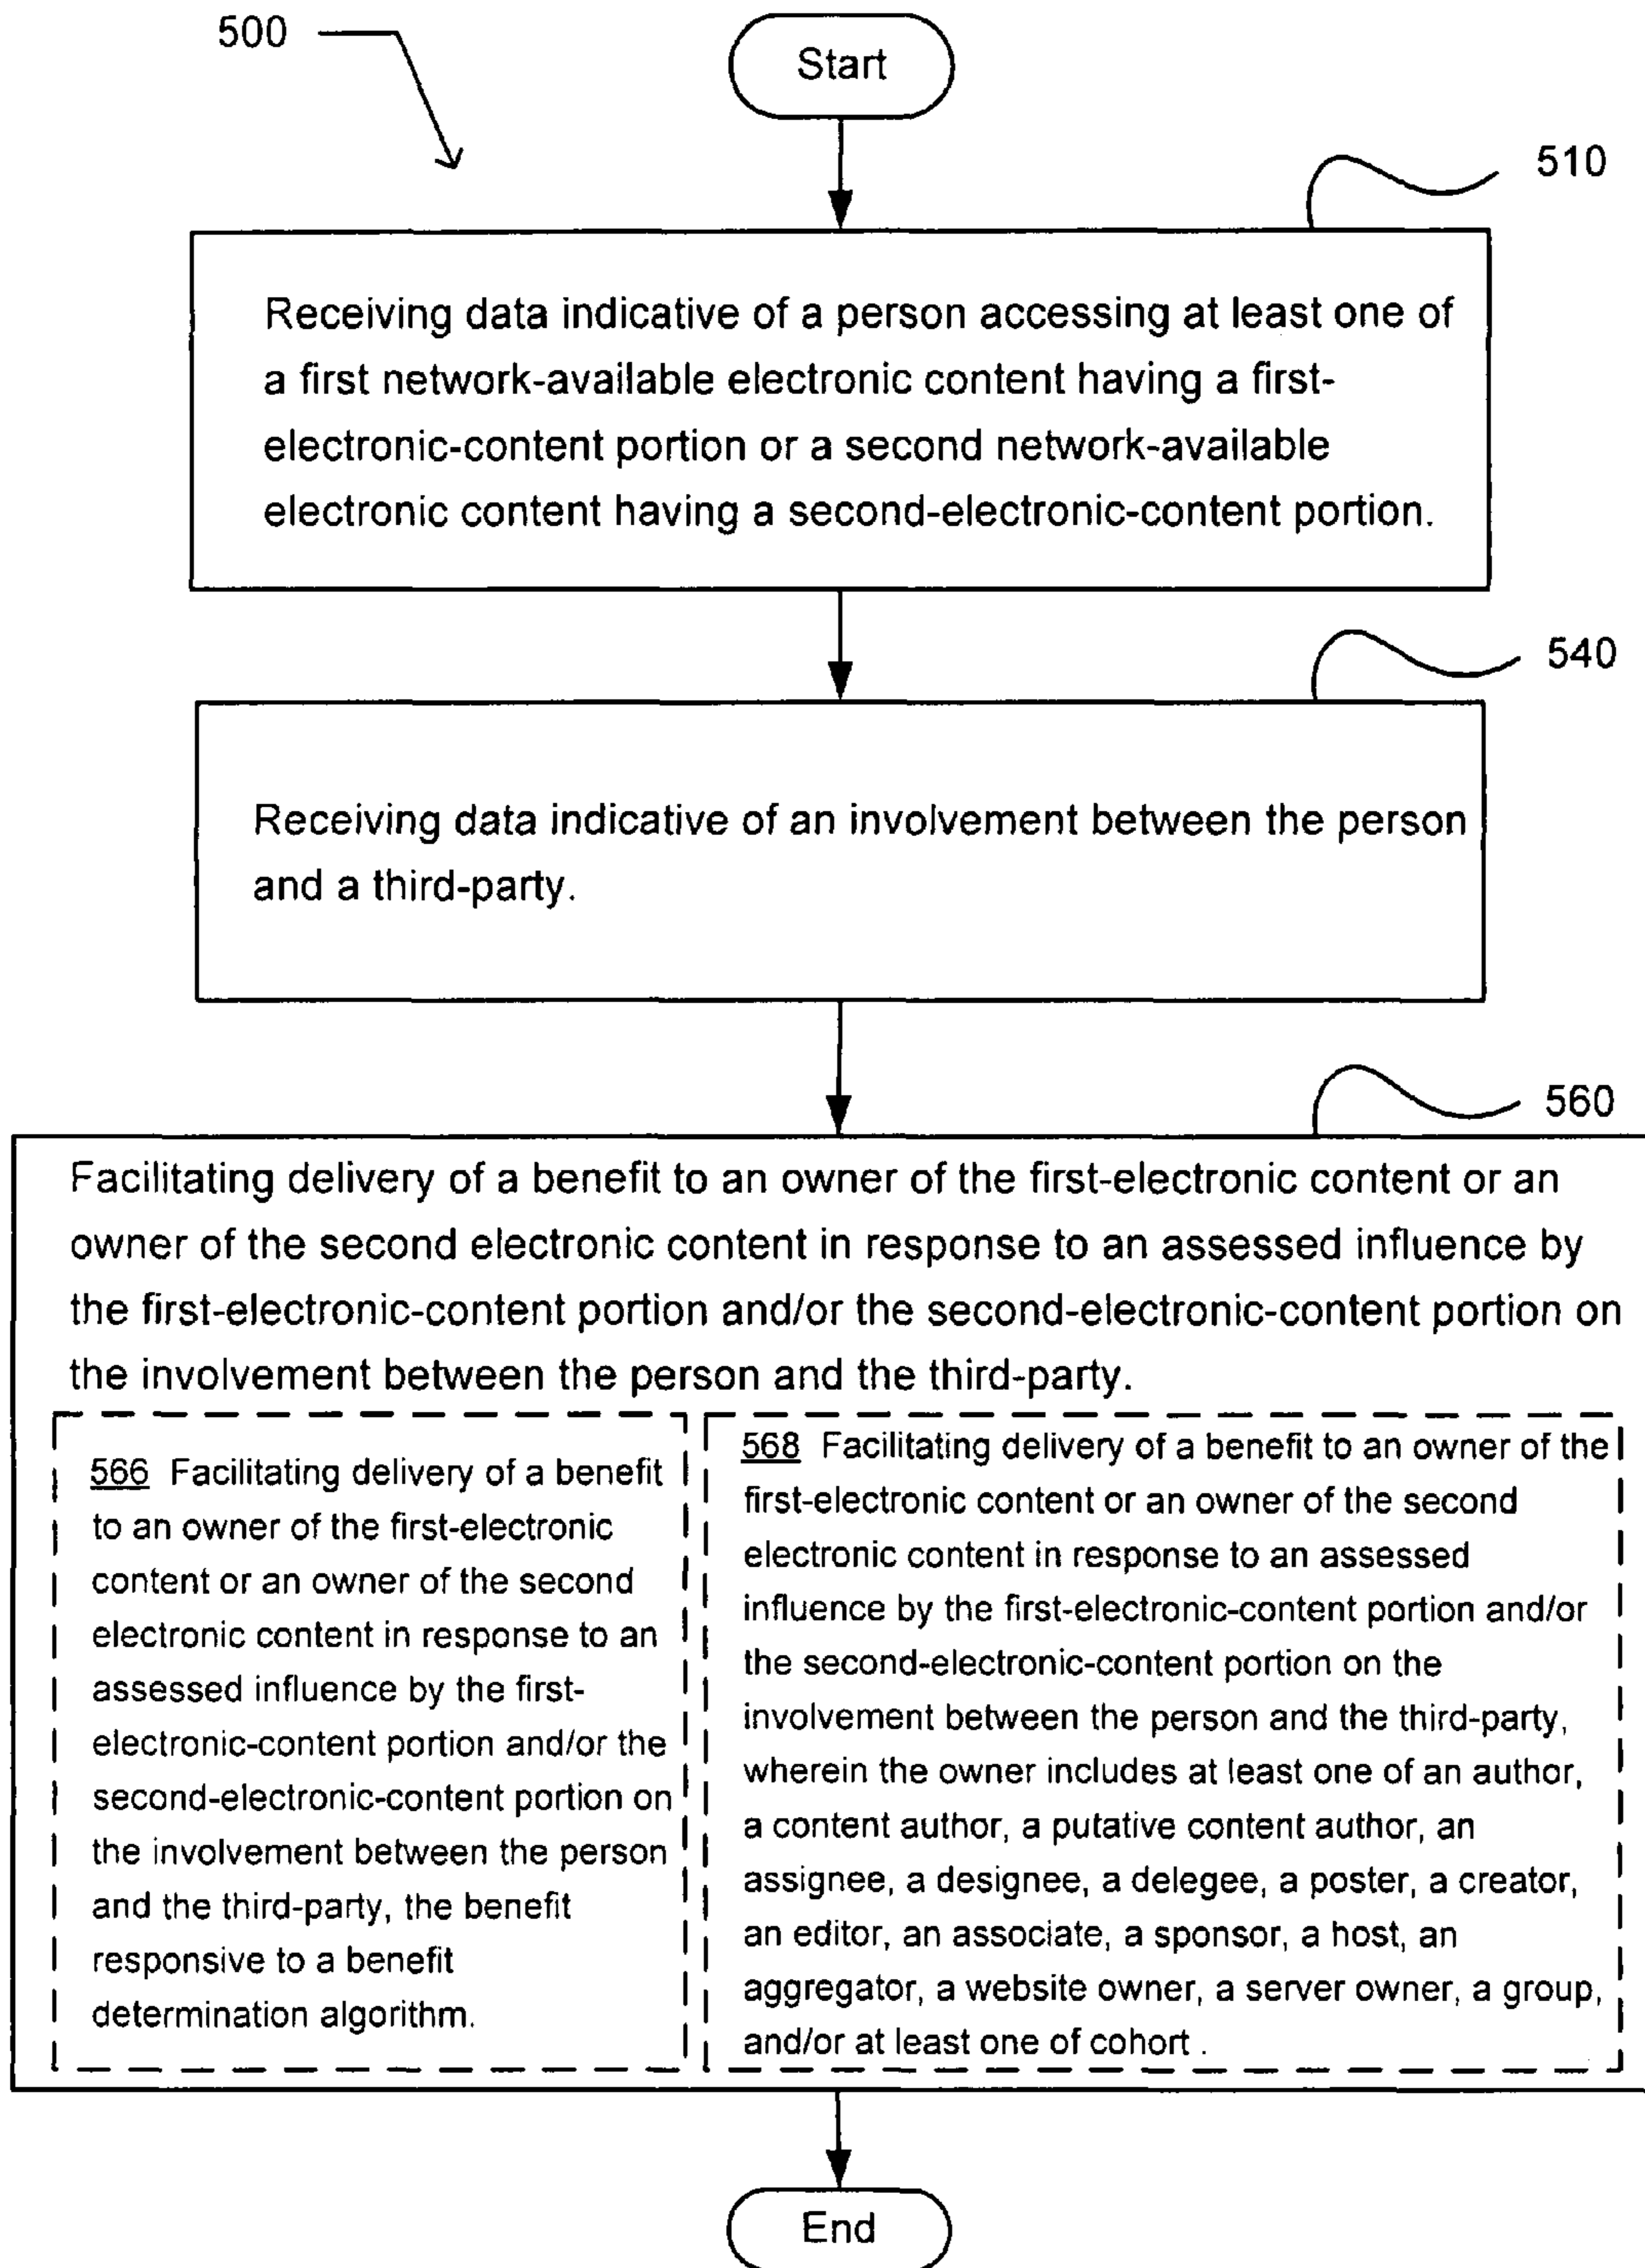 500
Start
510
Receiving data indicative of a person accessing at least one of
a first network-available electronic content having a first-
electronic-content portion or a second network-available
electronic content having a second-electronic-content portion.
540
Receiving data indicative of an involvement between the person
and a third-party.
560
Facilitating delivery of a benefit to an owner of the first-electronic content or an
owner of the second electronic content in response to an assessed influence by
the first-electronic-content portion and/or the second-electronic-content portion on
the involvement between the person and the third-party.
566 Facilitating delivery of a benefit
to an owner of the first-electronic
content or an owner of the second
electronic content in response to an
assessed influence by the first-
electronic-content portion and/or the
second-electronic-content portion on
the involvement between the person
and the third-party, the benefit
responsive to a benefit
determination algorithm.
568 Facilitating delivery of a benefit to an owner of the
first-electronic content or an owner of the second
electronic content in response to an assessed
influence by the first-electronic-content portion and/or
the second-electronic-content portion on the
involvement between the person and the third-party,
wherein the owner includes at least one of an author,
a content author, a putative content author, an
assignee, a designee, a delegee, a poster, a creator,
an editor, an associate, a sponsor, a host, an
aggregator, a website owner, a server owner, a group,
and/or at least one of cohort .
End